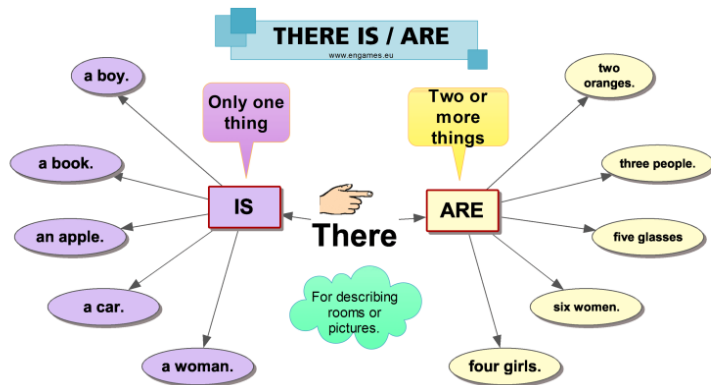 THERE IS / ARE
www.engames.eu
a boy.
Only one
thing
Two or
more
things
two
oranges.
a book.
three people.
IS
ARE
There
an apple.
five glasses
For describing
rooms or
pictures.
a car.
six women.
a woman.
four girls.